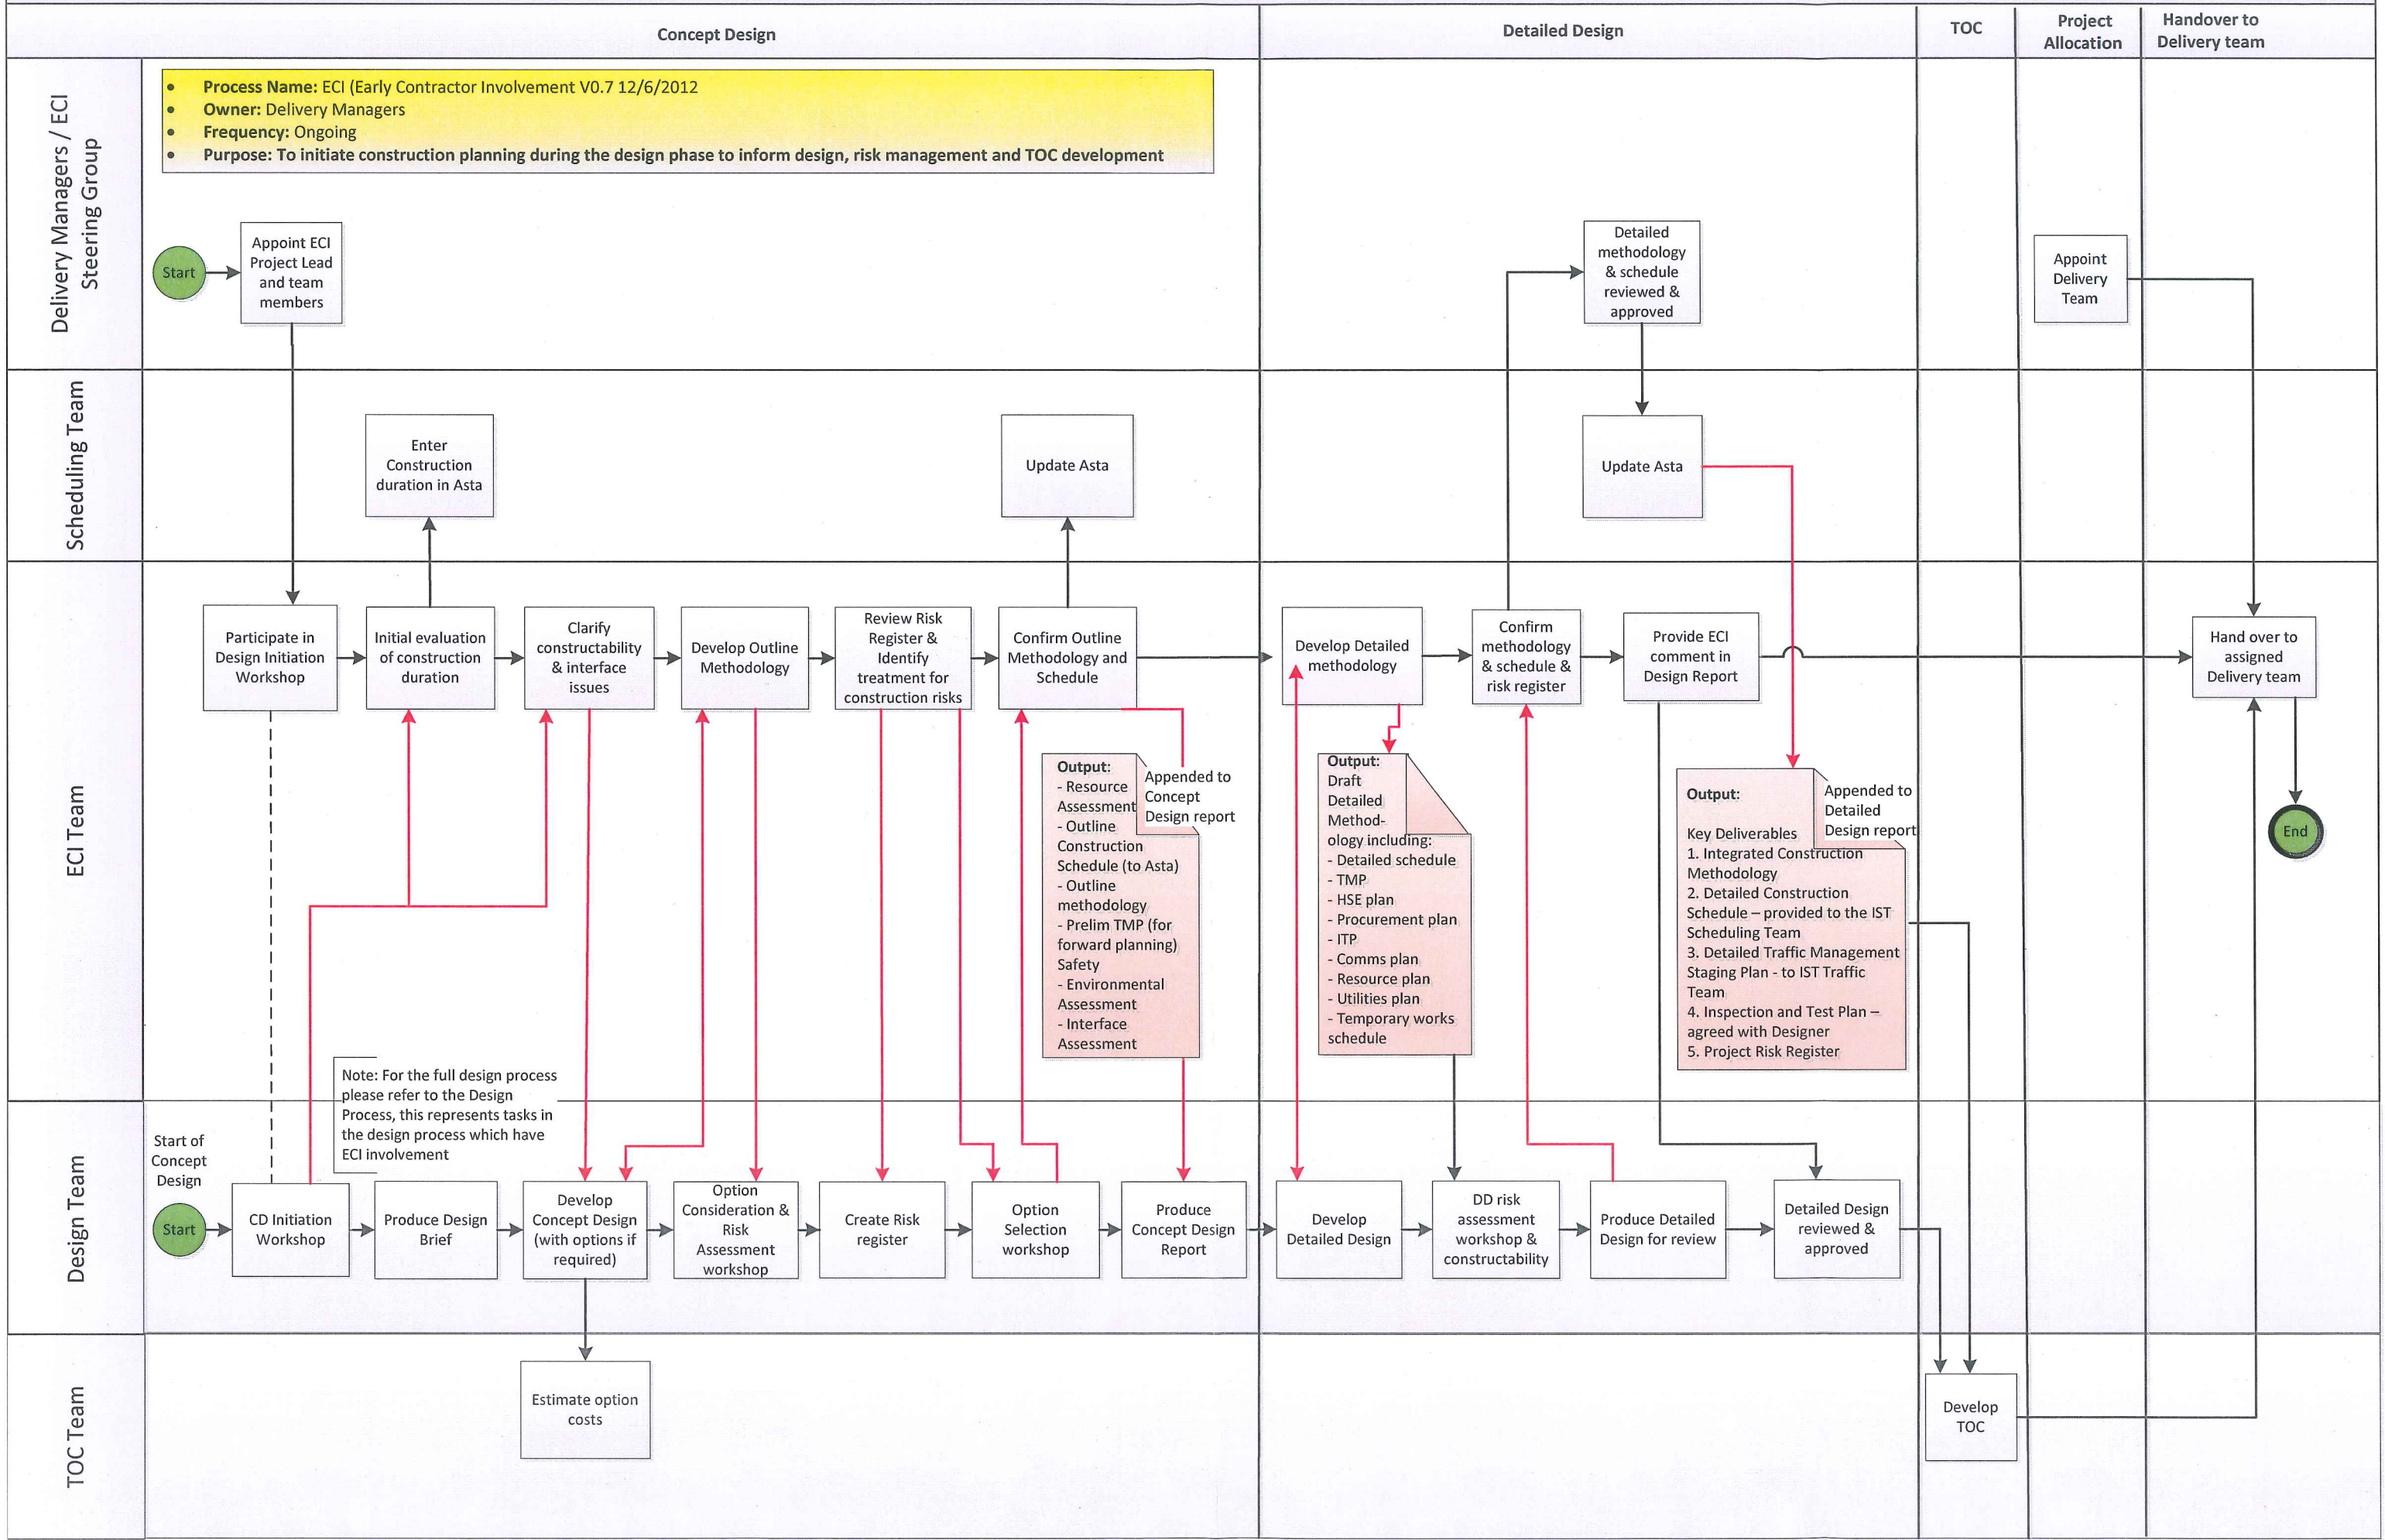 Concept Design
Detailed Design
TOC
Project
Allocation
Handover to
Delivery team
Delivery Managers / ECI
Steering Group
• Process Name: ECI (Early Contractor Involvement V0.7 12/6/2012
• Owner: Delivery Managers
• Frequency: Ongoing
• Purpose: To initiate construction planning during the design phase to inform design, risk management and TOC development
Start
Appoint ECI
Project Lead
and team
members
Detailed
methodology
& schedule
reviewed &
approved
Appoint
Delivery
Team
Scheduling Team
Enter
Construction
duration in Asta
Update Asta
Update Asta
ECI Team
Participate in
Design Initiation
Workshop
Initial evaluation
of construction
duration
Clarify
constructability
& interface
issues
Develop Outline
Methodology
Review Risk
Register &
Identify
treatment for
construction risks
Confirm Outline
Methodology and
Schedule
Develop Detailed
methodology
Confirm
methodology
& schedule &
risk register
Provide ECI
comment in
Design Report
Hand over to
assigned
Delivery team
Output:
- Resource
Assessment
- Outline
Construction
Schedule (to Asta)
- Outline
methodology
- Prelim TMP (for
forward planning)
Safety
- Environmental
Assessment
- Interface
Assessment
Appended to
Concept
Design report
Output:
Draft
Detailed
Method-
ology including:
- Detailed schedule
- TMP
- HSE plan
- Procurement plan
- ITP
- Comms plan
- Resource plan
- Utilities plan
- Temporary works
schedule
Output:
Key Deliverables
1. Integrated Construction
Methodology
2. Detailed Construction
Schedule – provided to the IST
Scheduling Team
3. Detailed Traffic Management
Staging Plan - to IST Traffic
Team
4. Inspection and Test Plan –
agreed with Designer
5. Project Risk Register
Appended to
Detailed
Design report
End
Note: For the full design process
please refer to the Design
Process, this represents tasks in
the design process which have
ECI involvement
Design Team
Start of
Concept
Design
Start
CD Initiation
Workshop
Produce Design
Brief
Develop
Concept Design
(with options if
required)
Option
Consideration &
Risk
Assessment
workshop
Create Risk
register
Option
Selection
workshop
Produce
Concept Design
Report
Develop
Detailed Design
DD risk
assessment
workshop &
constructability
Produce Detailed
Design for review
Detailed Design
reviewed &
approved
TOC Team
Estimate option
costs
Develop
TOC